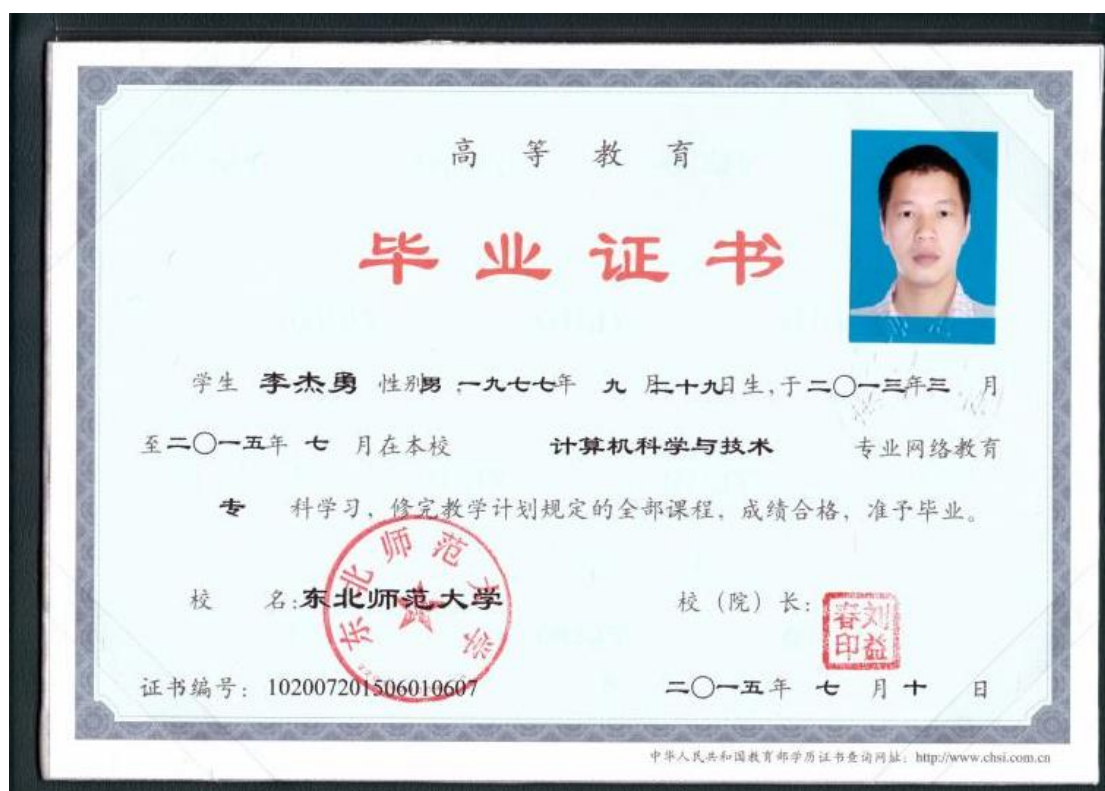 高等教育
毕业证书
学生 李杰勇 性别男,一九七七年 九 月二十九日生,于二〇一三年三 月
至二〇一五年 七 月在本校 计算机科学与技术 专业网络教育
专 科学习,修完教学计划规定的全部课程,成绩合格,准予毕业。
校 名:东北师范大学 校(院)长:
东北师范大学
刘益春印
证书编号:102007201506010607 二〇一五年 七 月十 日
中华人民共和国教育部学历证书查询网址:http://www.chsi.com.cn